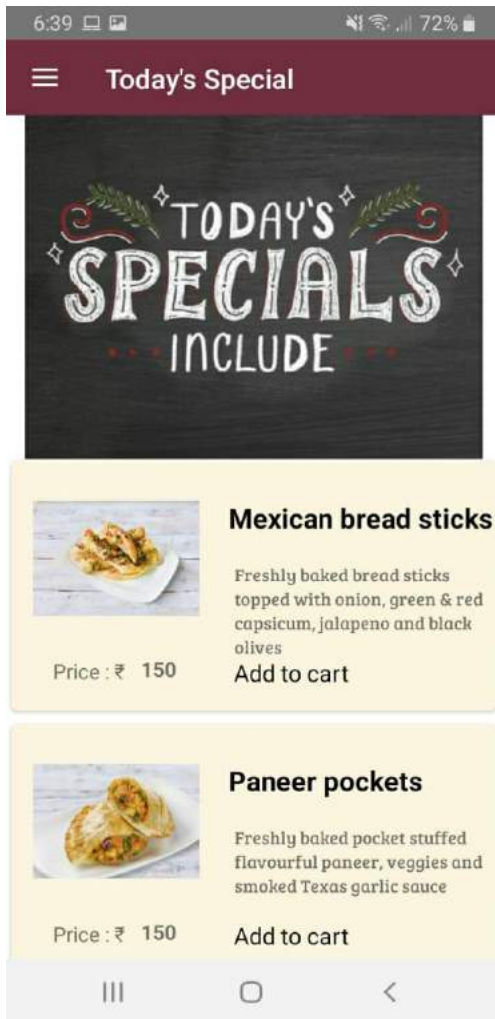 6:39
72%
Today's Special
TODAY'S
SPECIALS
INCLUDE
Mexican bread sticks
Freshly baked bread sticks
topped with onion, green & red
capsicum, jalapeno and black
olives
Price : ₹ 150
Add to cart
Paneer pockets
Freshly baked pocket stuffed
flavourful paneer, veggies and
smoked Texas garlic sauce
Price : ₹ 150
Add to cart